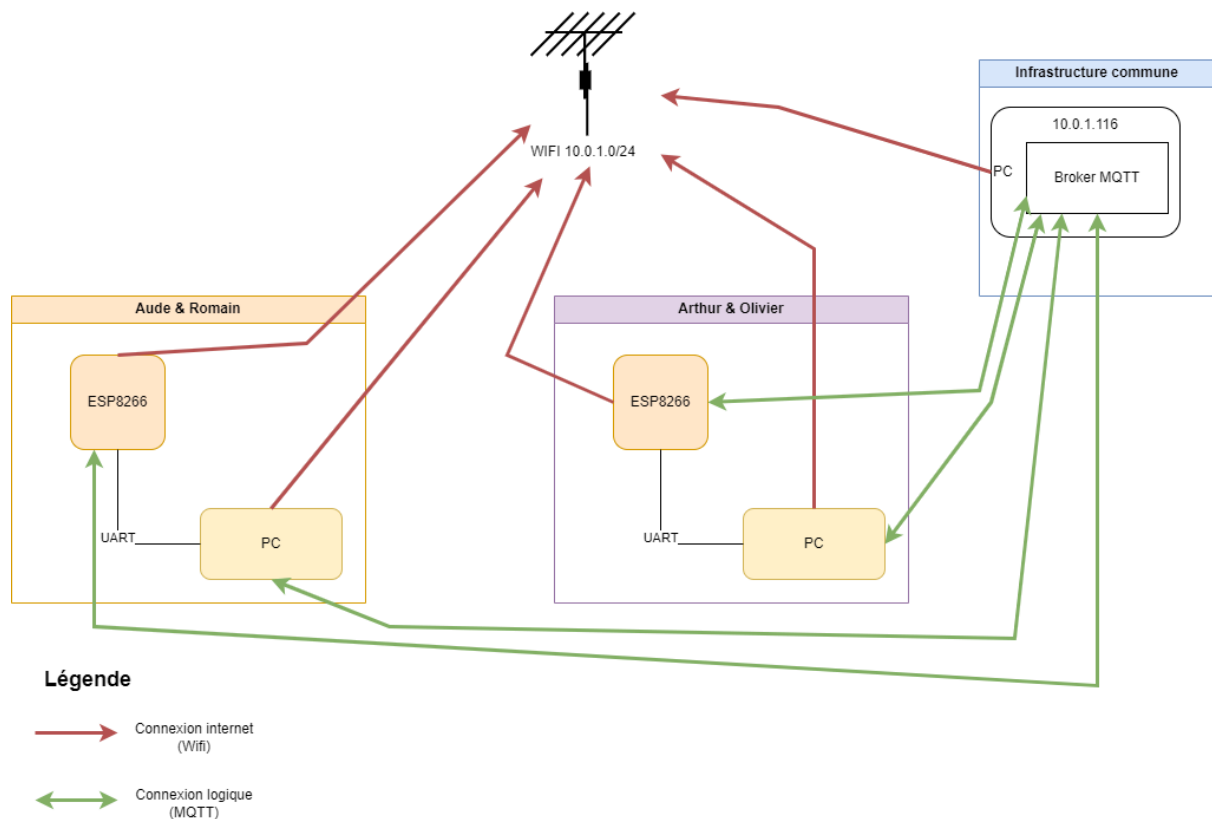 Infrastructure commune
10.0.1.116
PC
Broker MQTT
WIFI 10.0.1.0/24
Aude & Romain
ESP8266
UART
PC
Arthur & Olivier
ESP8266
UART
PC
Légende
Connexion internet
(Wifi)
Connexion logique
(MQTT)